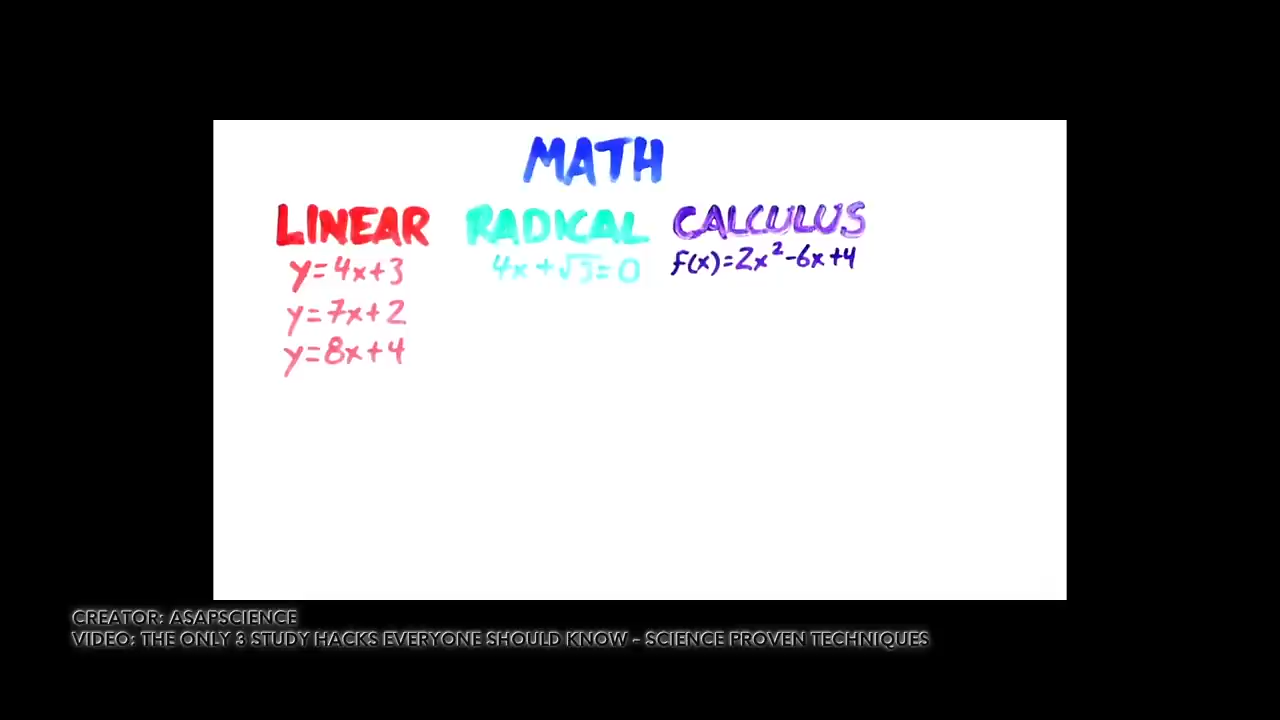 MATH
LINEAR RADICAL CALCULUS
y=4x+3 4x+√3=0 f(x)=2x²-6x+4
y=7x+2
y=8x+4
CREATOR: ASAPSCIENCE
VIDEO: THE ONLY 3 STUDY HACKS EVERYONE SHOULD KNOW - SCIENCE PROVEN TECHNIQUES